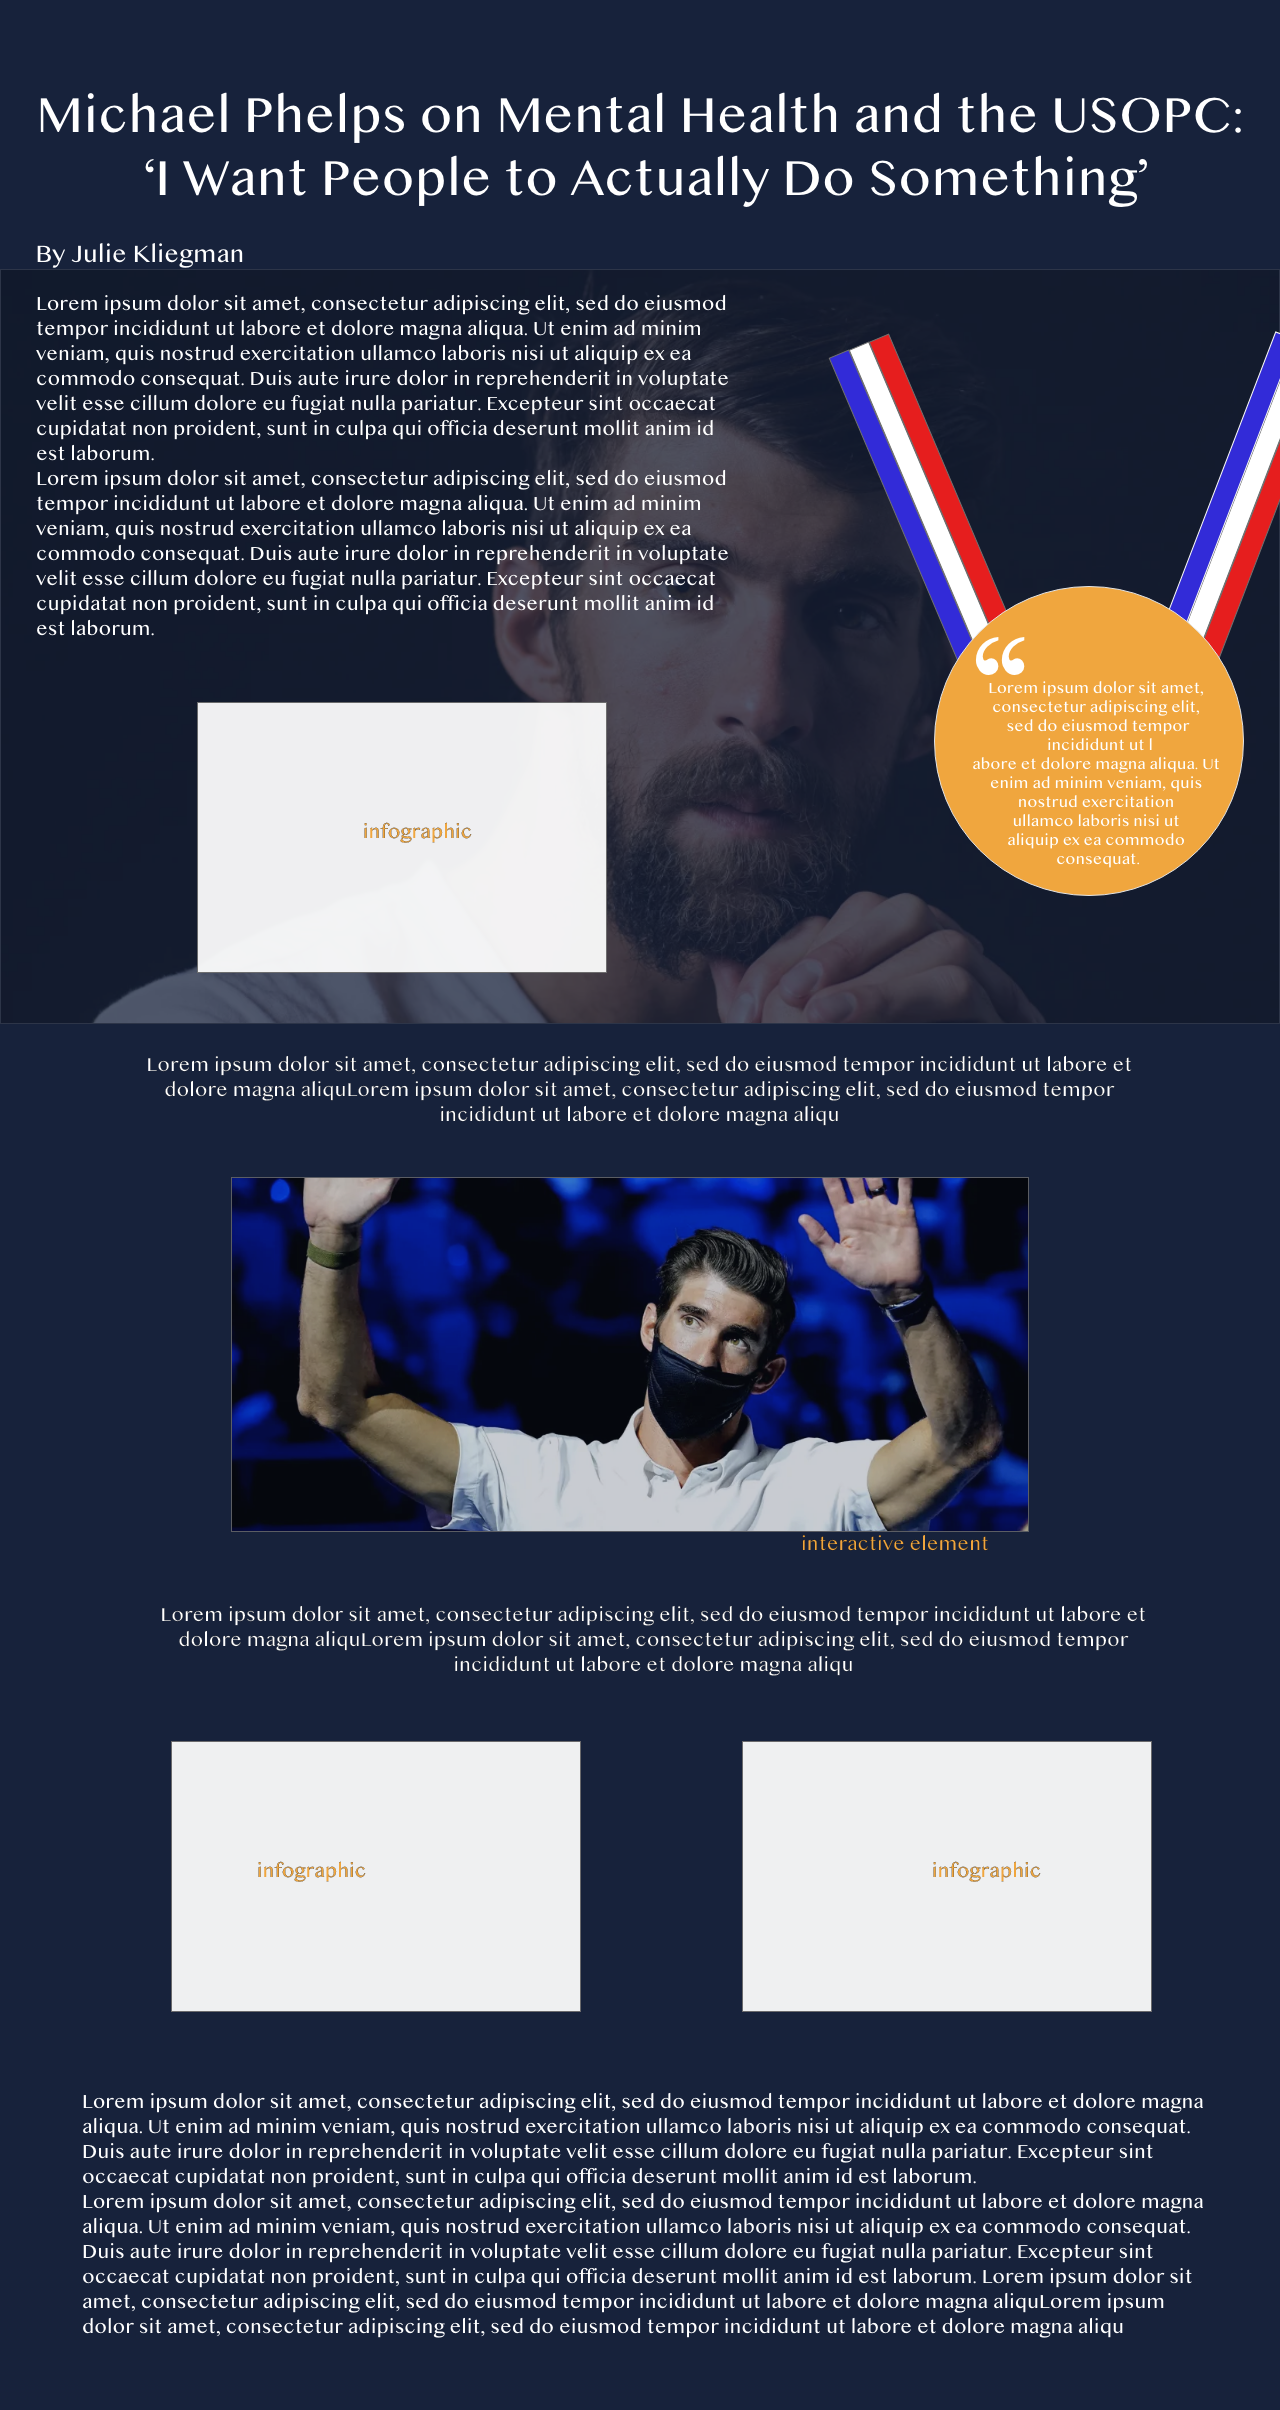 Michael Phelps on Mental Health and the USOPC:
‘I Want People to Actually Do Something’
By Julie Kliegman
Lorem ipsum dolor sit amet, consectetur adipiscing elit, sed do eiusmod
tempor incididunt ut labore et dolore magna aliqua. Ut enim ad minim
veniam, quis nostrud exercitation ullamco laboris nisi ut aliquip ex ea
commodo consequat. Duis aute irure dolor in reprehenderit in voluptate
velit esse cillum dolore eu fugiat nulla pariatur. Excepteur sint occaecat
cupidatat non proident, sunt in culpa qui officia deserunt mollit anim id
est laborum.
Lorem ipsum dolor sit amet, consectetur adipiscing elit, sed do eiusmod
tempor incididunt ut labore et dolore magna aliqua. Ut enim ad minim
veniam, quis nostrud exercitation ullamco laboris nisi ut aliquip ex ea
commodo consequat. Duis aute irure dolor in reprehenderit in voluptate
velit esse cillum dolore eu fugiat nulla pariatur. Excepteur sint occaecat
cupidatat non proident, sunt in culpa qui officia deserunt mollit anim id
est laborum.
“
Lorem ipsum dolor sit amet,
consectetur adipiscing elit,
sed do eiusmod tempor
incididunt ut l
abore et dolore magna aliqua. Ut
enim ad minim veniam, quis
nostrud exercitation
ullamco laboris nisi ut
aliquip ex ea commodo
consequat.
infographic
Lorem ipsum dolor sit amet, consectetur adipiscing elit, sed do eiusmod tempor incididunt ut labore et
dolore magna aliquLorem ipsum dolor sit amet, consectetur adipiscing elit, sed do eiusmod tempor
incididunt ut labore et dolore magna aliqu
interactive element
Lorem ipsum dolor sit amet, consectetur adipiscing elit, sed do eiusmod tempor incididunt ut labore et
dolore magna aliquLorem ipsum dolor sit amet, consectetur adipiscing elit, sed do eiusmod tempor
incididunt ut labore et dolore magna aliqu
infographic
infographic
Lorem ipsum dolor sit amet, consectetur adipiscing elit, sed do eiusmod tempor incididunt ut labore et dolore magna
aliqua. Ut enim ad minim veniam, quis nostrud exercitation ullamco laboris nisi ut aliquip ex ea commodo consequat.
Duis aute irure dolor in reprehenderit in voluptate velit esse cillum dolore eu fugiat nulla pariatur. Excepteur sint
occaecat cupidatat non proident, sunt in culpa qui officia deserunt mollit anim id est laborum.
Lorem ipsum dolor sit amet, consectetur adipiscing elit, sed do eiusmod tempor incididunt ut labore et dolore magna
aliqua. Ut enim ad minim veniam, quis nostrud exercitation ullamco laboris nisi ut aliquip ex ea commodo consequat.
Duis aute irure dolor in reprehenderit in voluptate velit esse cillum dolore eu fugiat nulla pariatur. Excepteur sint
occaecat cupidatat non proident, sunt in culpa qui officia deserunt mollit anim id est laborum. Lorem ipsum dolor sit
amet, consectetur adipiscing elit, sed do eiusmod tempor incididunt ut labore et dolore magna aliquLorem ipsum
dolor sit amet, consectetur adipiscing elit, sed do eiusmod tempor incididunt ut labore et dolore magna aliqu